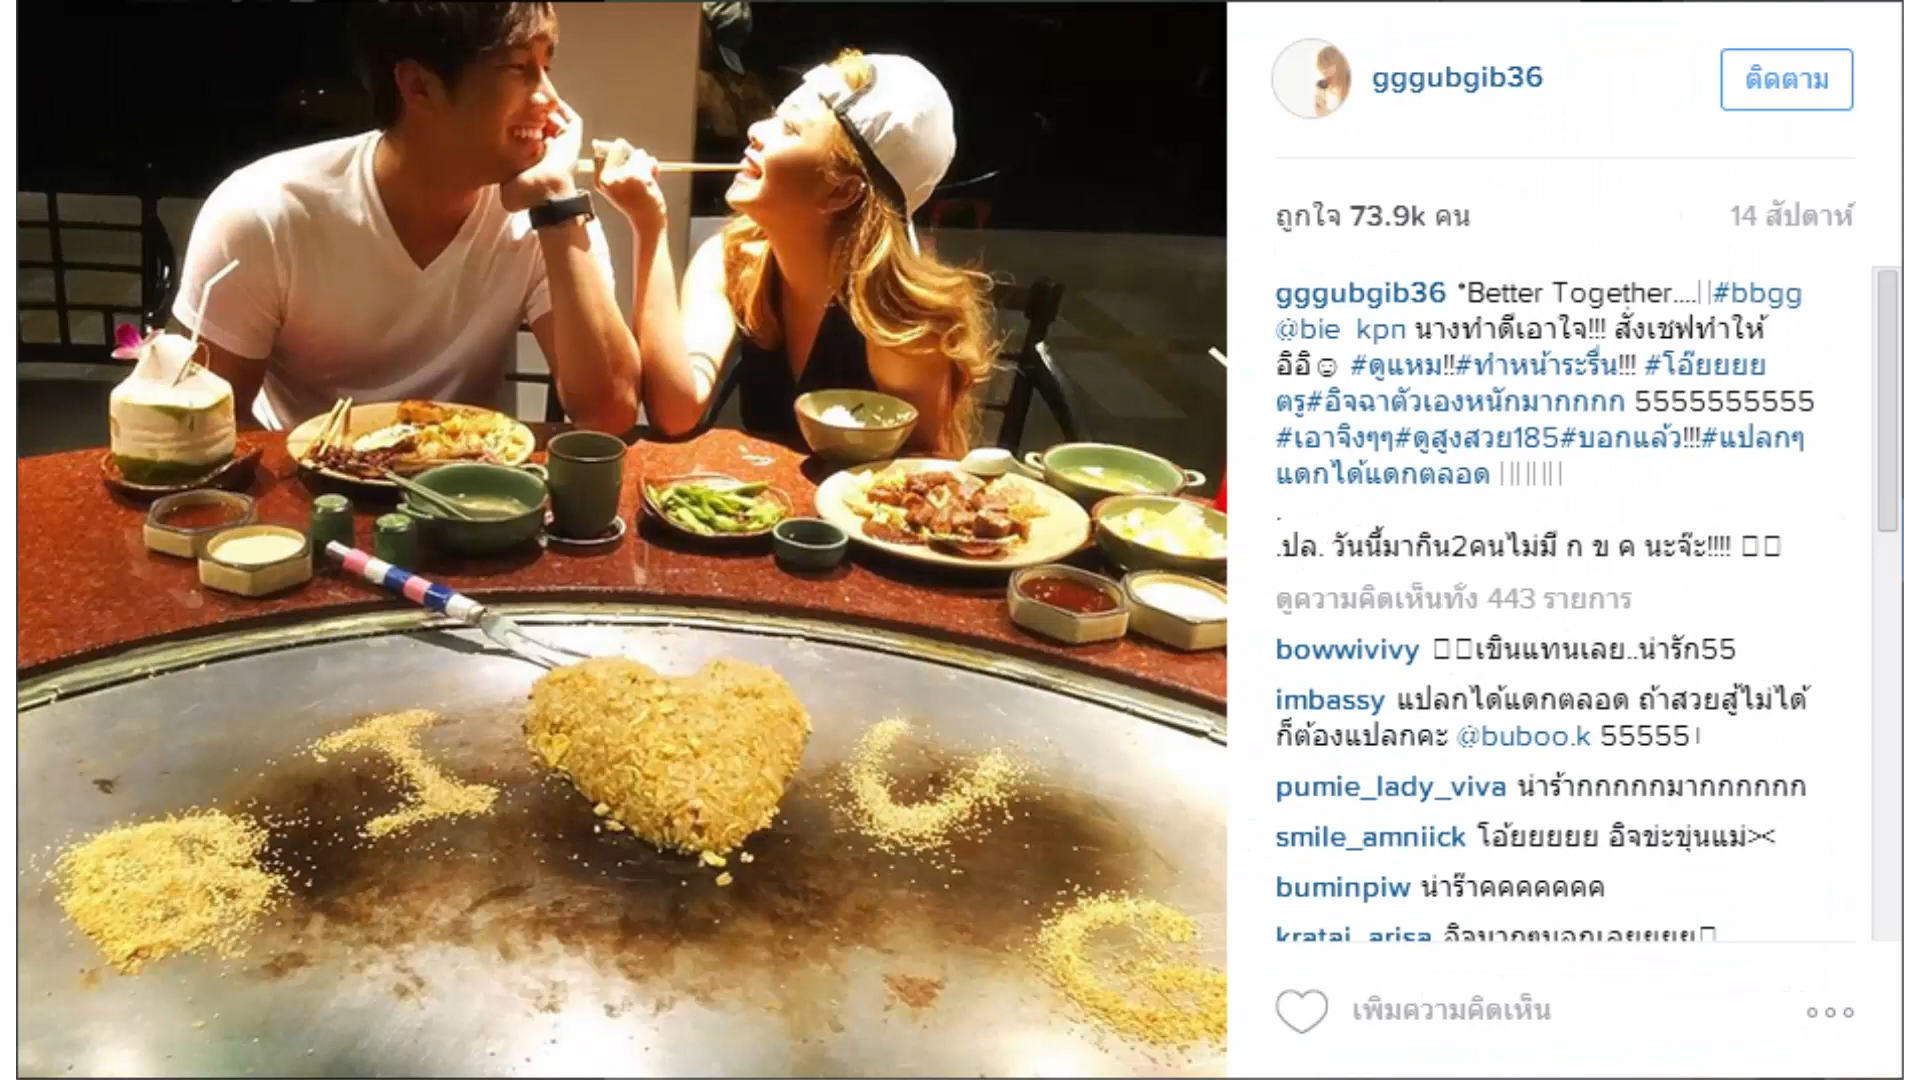 gggubgib36
ติดตาม
ถูกใจ 73.9k คน
14 สัปดาห์
gggubgib36 *Better Together....||#bbgg
@bie_kpn นางทำดีเอาใจ!!! สั่งเชฟทำให้
อิอิ☺ #ดูแหม!!#ทำหน้าระรื่น!!! #โอ๊ยยยย
ตรู#อิจฉาตัวเองหนักมากกกก 5555555555
#เอาจิงๆๆ#ดูสูงสวย185#บอกแล้ว!!!#แปลกๆ
แดกได้แดกตลอด
.
.ปล. วันนี้มากิน2คนไม่มี ก ข ค นะจ๊ะ!!!!
ดูความคิดเห็นทั้ง 443 รายการ
bowwivivy เขินแทนเลย..น่ารัก55
imbassy แปลกได้แดกตลอด ถ้าสวยสู้ไม่ได้
ก็ต้องแปลกคะ @buboo.k 55555
pumie_lady_viva น่าร้ากกกกกมากกกกกก
smile_amniick โอ้ยยยยย อิจข่ะขุ่นแม่><
buminpiw น่าร๊าคคคคคคค
kratai_arisa
เพิ่มความคิดเห็น
I U
G